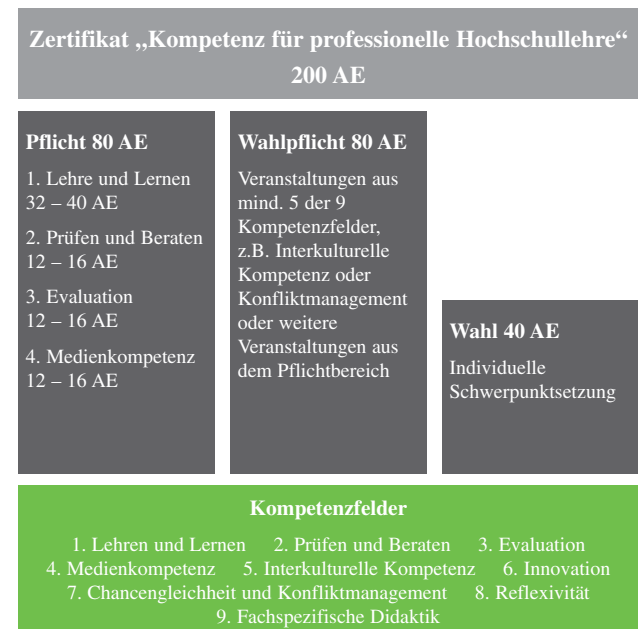 Zertifikat „Kompetenz für professionelle Hochschullehre“
200 AE
Pflicht 80 AE
1. Lehre und Lernen
32 – 40 AE
2. Prüfen und Beraten
12 – 16 AE
3. Evaluation
12 – 16 AE
4. Medienkompetenz
12 – 16 AE
Wahlpflicht 80 AE
Veranstaltungen aus
mind. 5 der 9
Kompetenzfelder,
z.B. Interkulturelle
Kompetenz oder
Konfliktmanagement
oder weitere
Veranstaltungen aus
dem Pflichtbereich
Wahl 40 AE
Individuelle
Schwerpunktsetzung
Kompetenzfelder
1. Lehren und Lernen 2. Prüfen und Beraten 3. Evaluation
4. Medienkompetenz 5. Interkulturelle Kompetenz 6. Innovation
7. Chancengleichheit und Konfliktmanagement 8. Reflexivität
9. Fachspezifische Didaktik